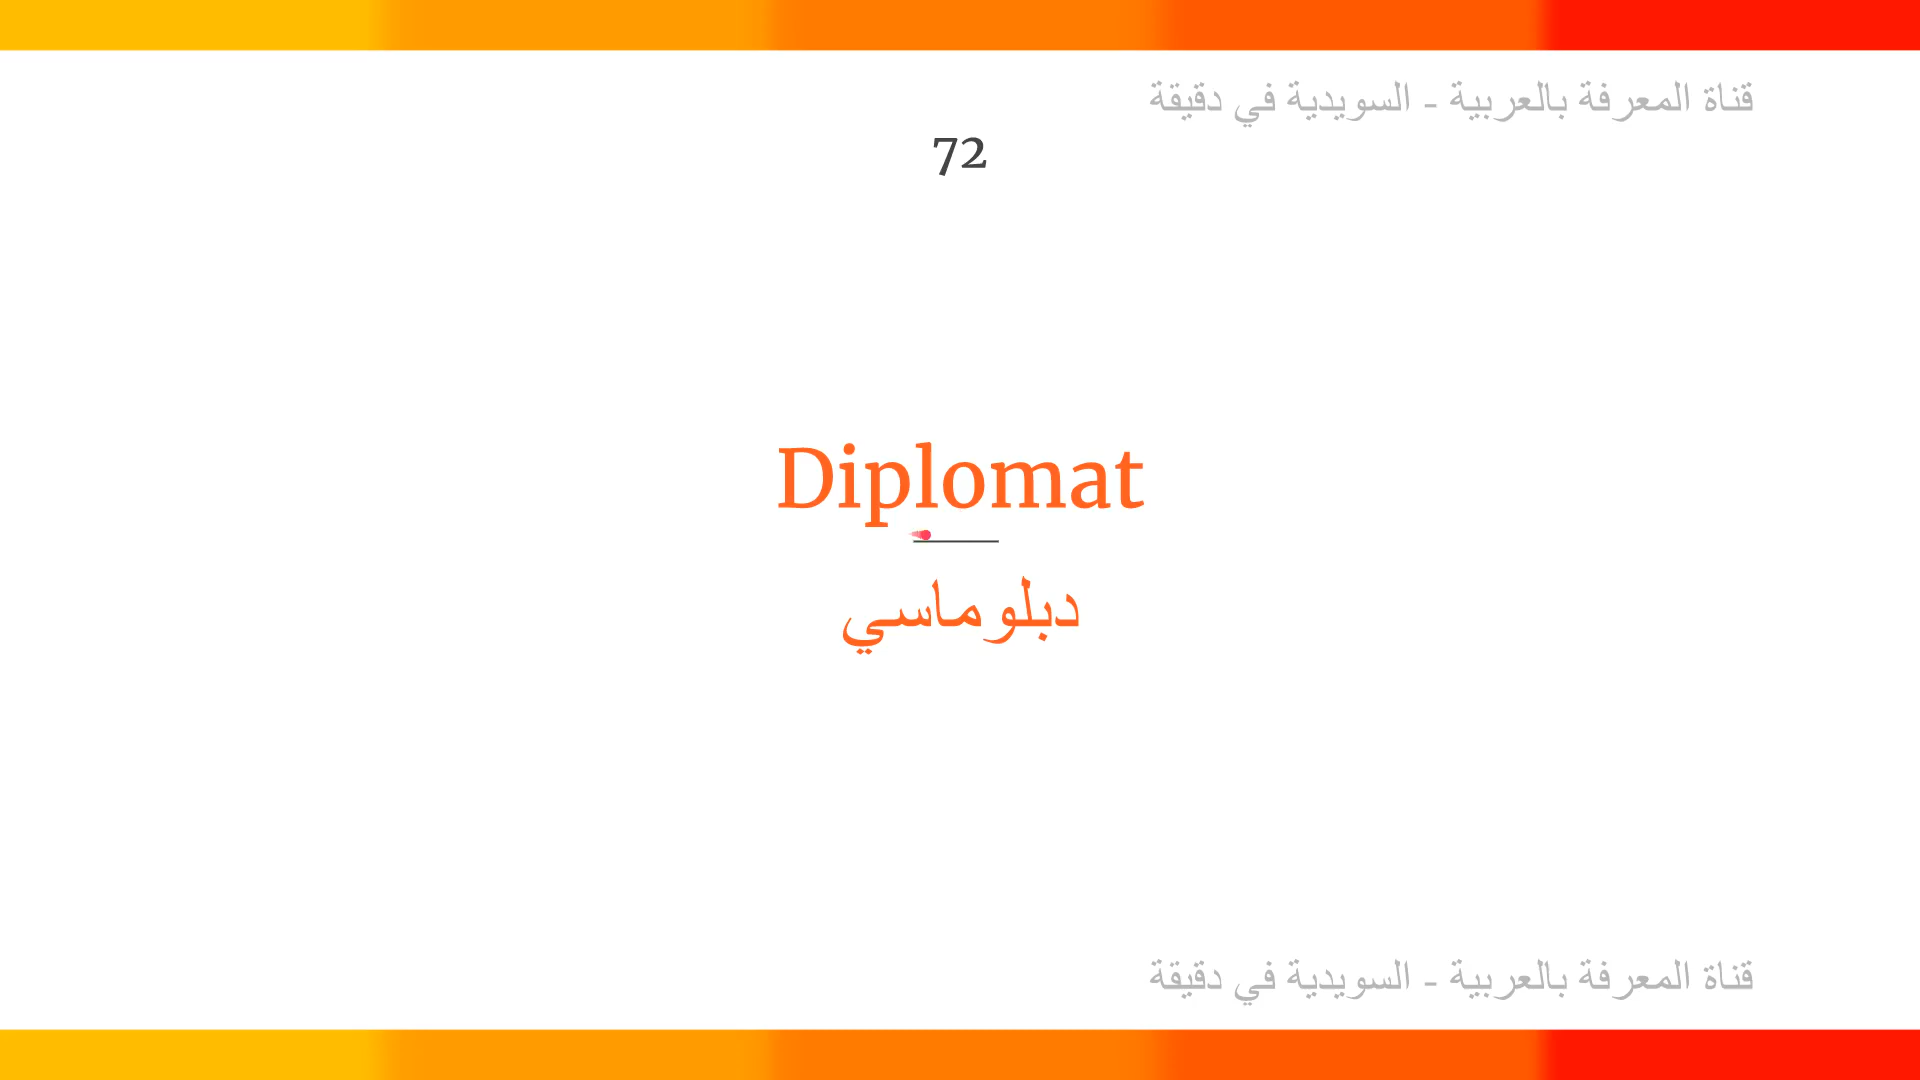 قناة المعرفة بالعربية - السويدية في دقيقة
72
Diplomat
دبلوماسي
قناة المعرفة بالعربية - السويدية في دقيقة